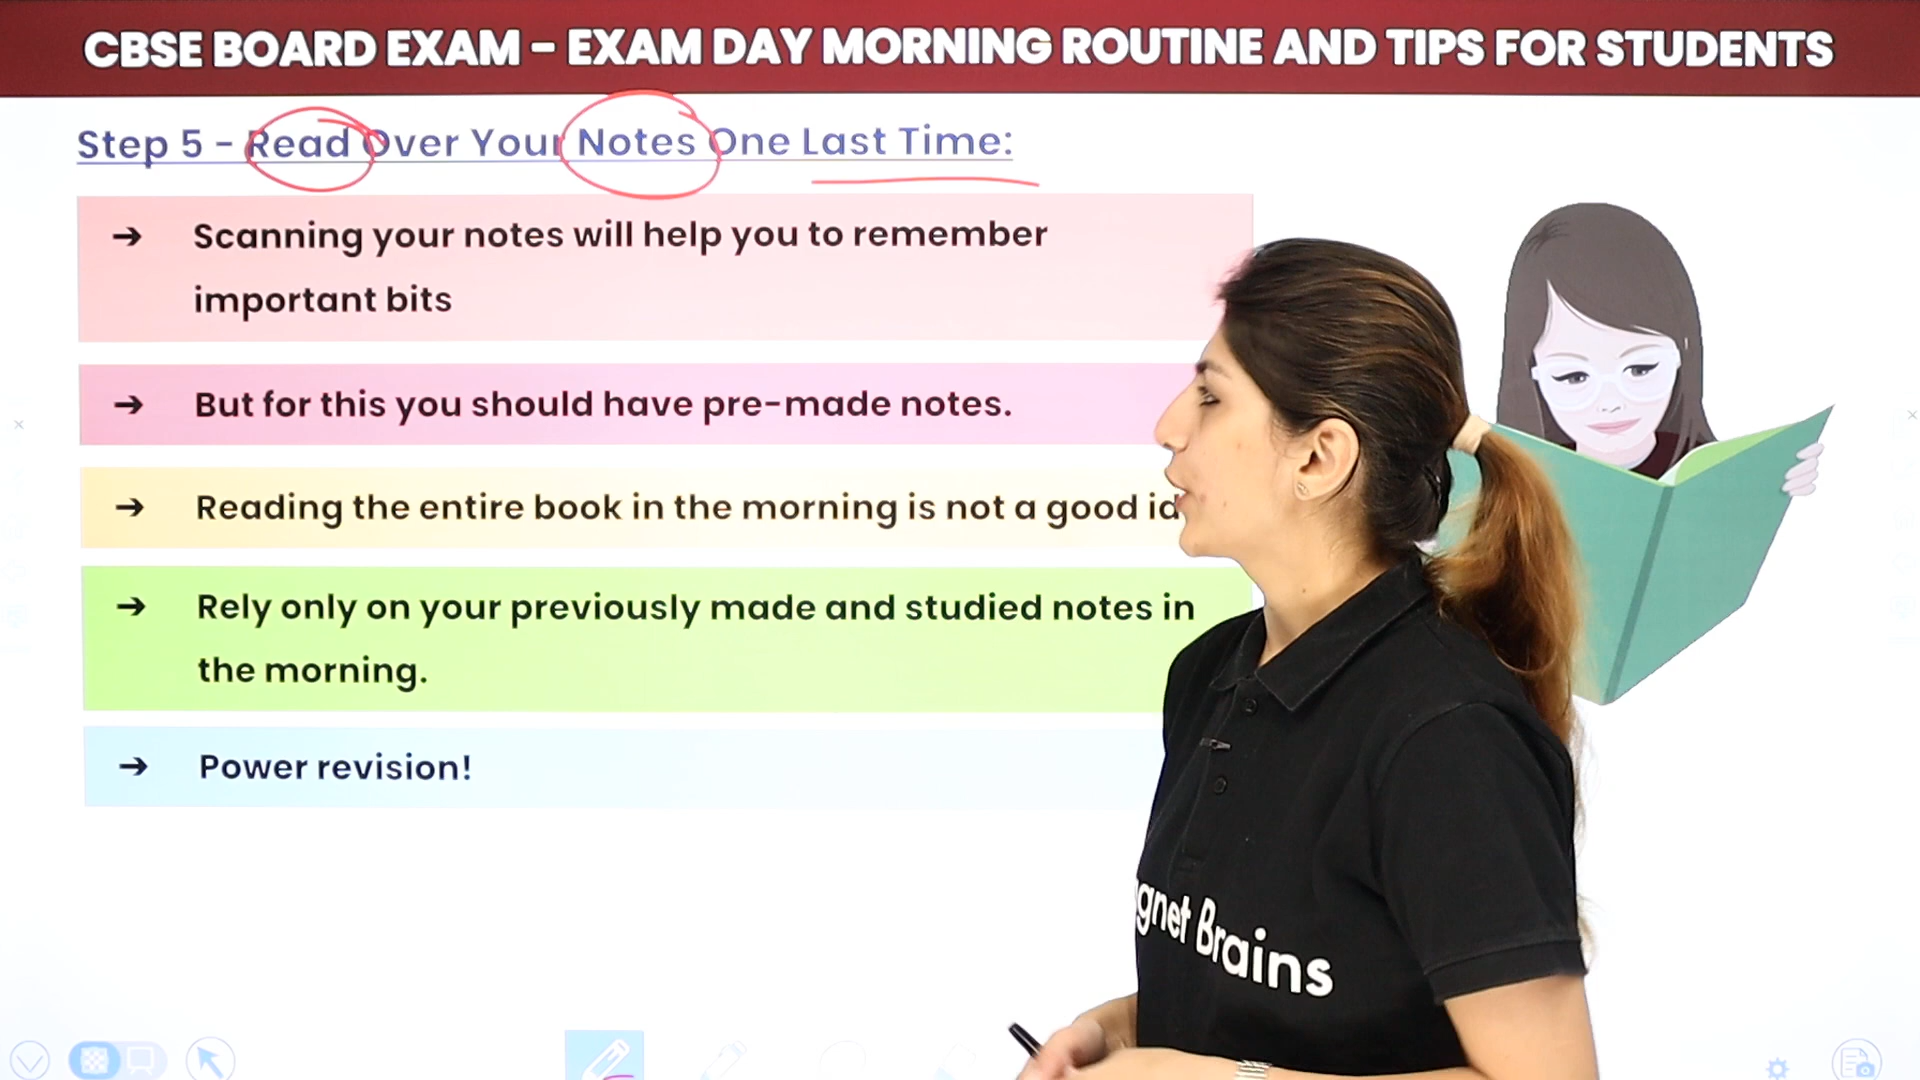 CBSE BOARD EXAM – EXAM DAY MORNING ROUTINE AND TIPS FOR STUDENTS
Step 5 - Read Over Your Notes One Last Time:
➔ Scanning your notes will help you to remember
important bits
➔ But for this you should have pre-made notes.
➔ Reading the entire book in the morning is not a good id
➔ Rely only on your previously made and studied notes in
the morning.
➔ Power revision!
gnet Brains